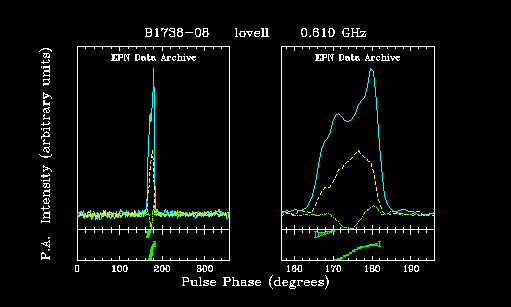 B1738-08 lovell 0.610 GHz
EPN Data Archive EPN Data Archive
P.A. Intensity (arbitrary units)
0 100 200 300 160 170 180 190
Pulse Phase (degrees)